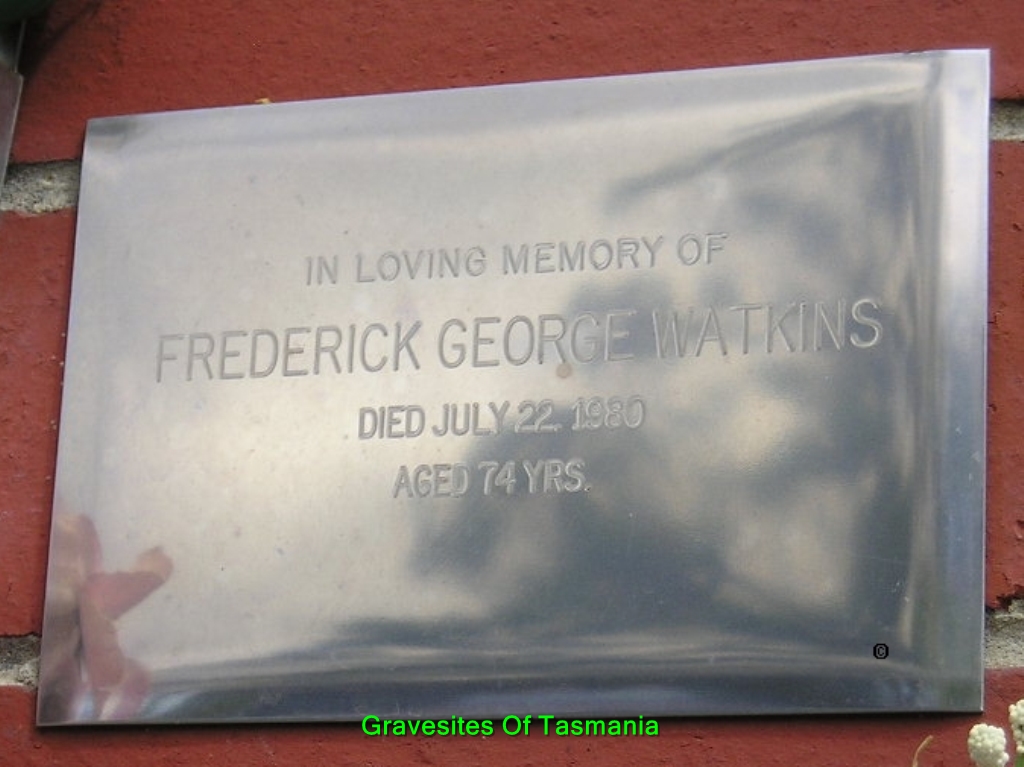 IN LOVING MEMORY OF
FREDERICK GEORGE WATKINS
DIED JULY 22. 1980
AGED 74 YRS.
©
Gravesites Of Tasmania